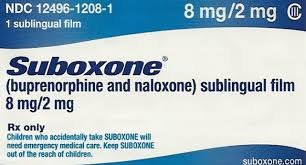 NDC 12496-1208-1
8 mg/2 mg CIII
1 sublingual film
Suboxone®
(buprenorphine and naloxone) sublingual film
8 mg/2 mg
Rx only
Children who accidentally take SUBOXONE will
need emergency medical care. Keep SUBOXONE
out of the reach of children.
suboxone.com